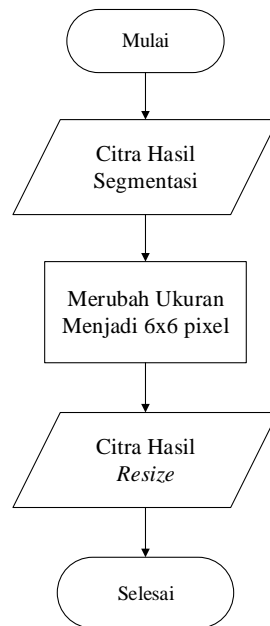 Mulai
Citra Hasil
Segmentasi
Merubah Ukuran
Menjadi 6x6 pixel
Citra Hasil
Resize
Selesai